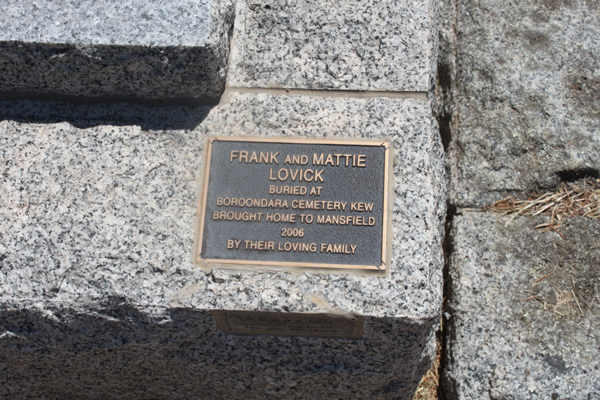 FRANK AND MATTIE
LOVICK
BURIED AT
BOROONDARA CEMETERY KEW
BROUGHT HOME TO MANSFIELD
2006
BY THEIR LOVING FAMILY